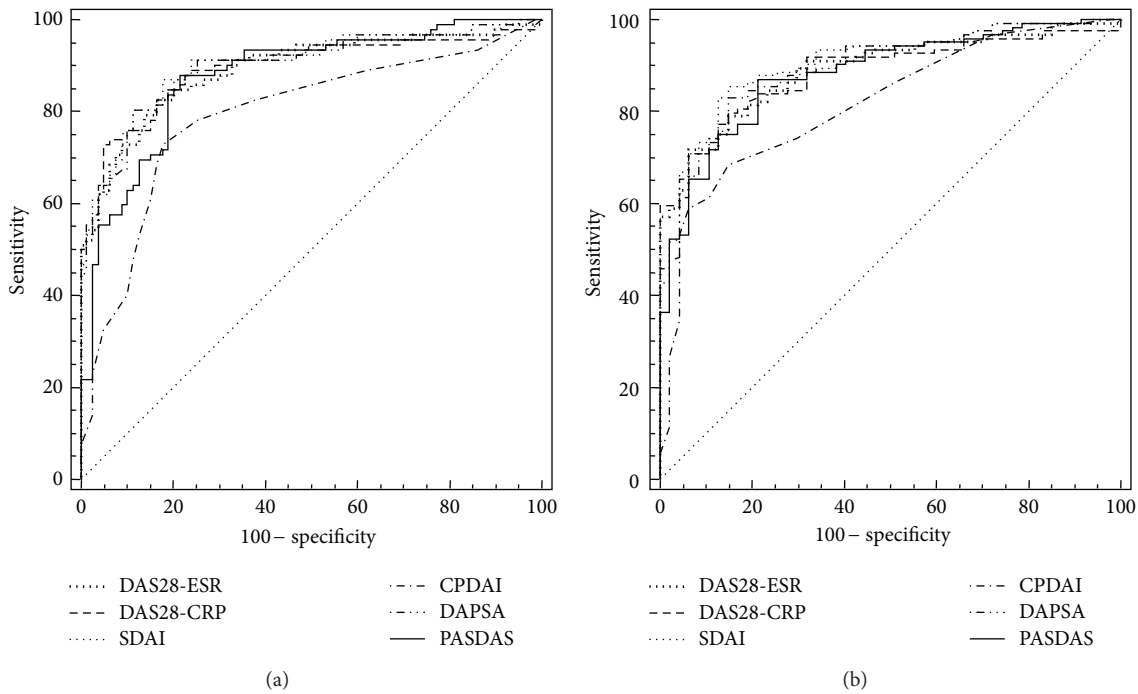 100
80
60
40
20
0
Sensitivity
0 20 40 60 80 100
100 − specificity
DAS28-ESR CPDAI
DAS28-CRP DAPSA
SDAI PASDAS
(a)
100
80
60
40
20
0
Sensitivity
0 20 40 60 80 100
100 − specificity
DAS28-ESR CPDAI
DAS28-CRP DAPSA
SDAI PASDAS
(b)